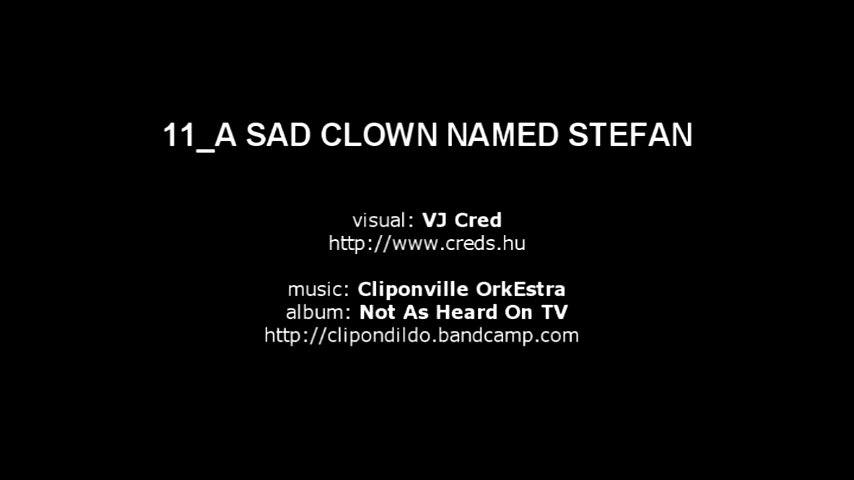 11_A SAD CLOWN NAMED STEFAN
visual: VJ Cred
http://www.creds.hu
music: Cliponville OrkEstra
album: Not As Heard On TV
http://clipondildo.bandcamp.com